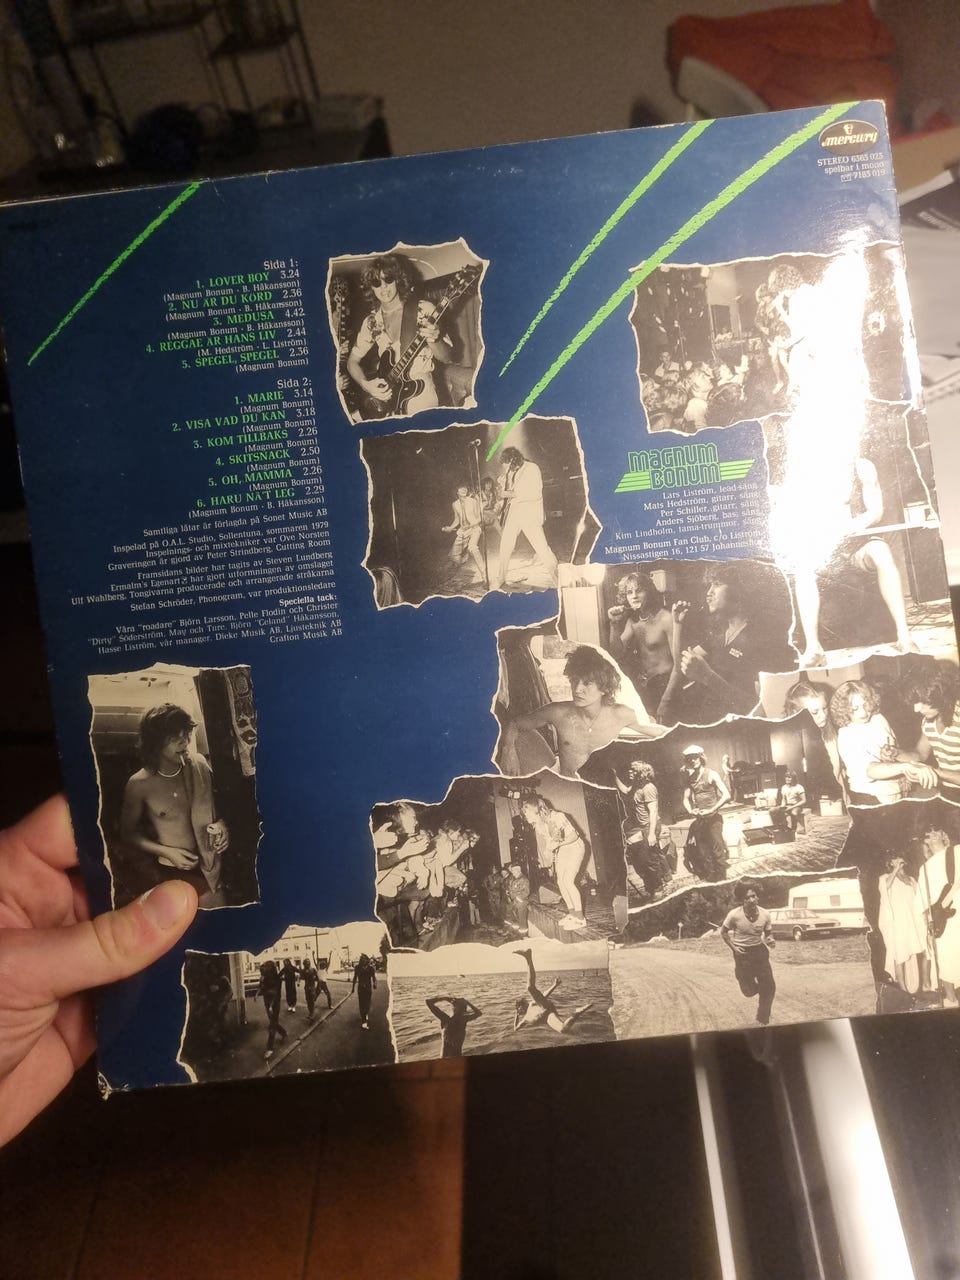 mercury
STEREO 6363 023
spelbar i mono
7183 019
Sida 1:
1. LOVER BOY 3.24
(Magnum Bonum - B. Håkansson)
2. NU ÄR DU KORD 2.36
(Magnum Bonum - B. Håkansson)
3. MEDUSA 4.42
(Magnum Bonum - B. Håkansson)
4. REGGAE ÄR HANS LIV 2.44
(M. Hedström - L. Liström)
5. SPEGEL, SPEGEL 2.36
(Magnum Bonum)
Sida 2:
1. MARIE 3.14
(Magnum Bonum)
2. VISA VAD DU KAN 3.18
(Magnum Bonum)
3. KOM TILLBAKS 2.26
(Magnum Bonum)
4. SKITSNACK 2.50
(Magnum Bonum)
5. OH, MAMMA 2.26
(Magnum Bonum)
6. HARU NÄ'T LEG 2.29
(Magnum Bonum - B. Håkansson)
Samtliga låtar är förlagda på Sonet Music AB
Inspelad på O.A.L. Studio, Sollentuna, sommaren 1979
Inspelnings- och mixtekniker var Ove Norsten
Graveringen är gjord av Peter Strindberg, Cutting Room
Framsidans bilder har tagits av Steven Lundberg
Ermalm's Egenart har gjort utformningen av omslaget
Ulf Wahlberg, Tongivarna producerade och arrangerade stråkarna
Stefan Schröder, Phonogram, var produktionsledare
Speciella tack:
Våra "roadare" Björn Larsson, Pelle Flodin och Christer
"Dirty" Söderström. May och Ture. Björn "Geland" Håkansson,
Hasse Liström, vår manager, Dieke Musik AB, Ljusteknik AB
Grafton Musik AB
MAGNUM
BONUM
Lars Liström, lead-sång
Mats Hedström, gitarr, sång
Per Schiller, gitarr, sång
Anders Sjöberg, bas, sång
Kim Lindholm, tama-trummor, sång
Magnum Bonum Fan Club, c/o Liström
Nissastigen 16, 121 57